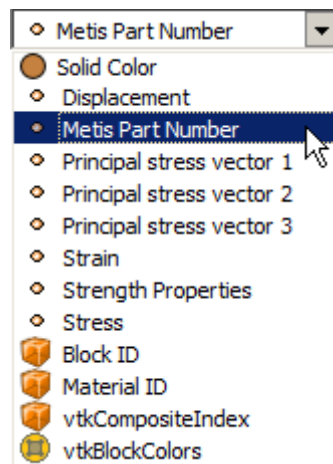 Metis Part Number
Solid Color
Displacement
Metis Part Number
Principal stress vector 1
Principal stress vector 2
Principal stress vector 3
Strain
Strength Properties
Stress
Block ID
Material ID
vtkCompositeIndex
vtkBlockColors